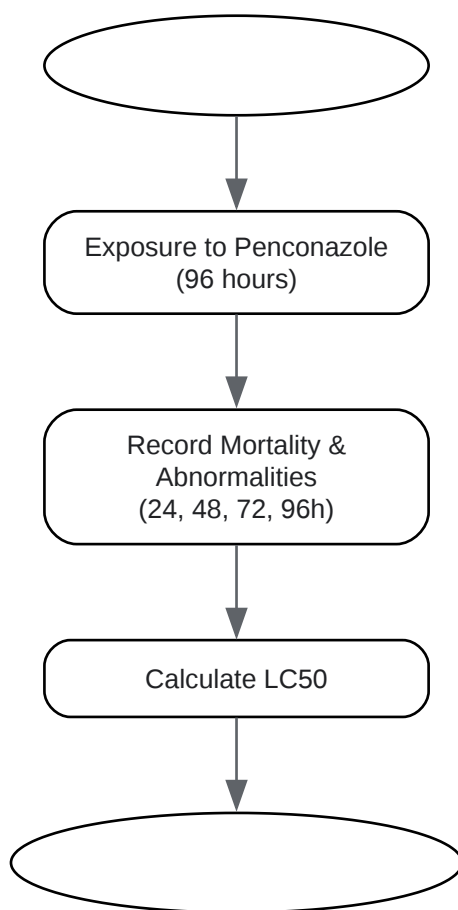 Exposure to Penconazole
(96 hours)
Record Mortality &
Abnormalities
(24, 48, 72, 96h)
Calculate LC50